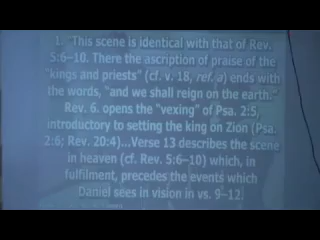 1. "This scene is identical with that of Rev.
5:6–10. There the ascription of praise of the
"kings and priests" (cf. v. 18, ref. a) ends with
the words, "and we shall reign on the earth."
Rev. 6. opens the "vexing" of Psa. 2:5,
introductory to setting the king on Zion (Psa.
2:6; Rev. 20:4)...Verse 13 describes the scene
in heaven (cf. Rev. 5:6–10) which, in
fulfilment, precedes the events which
Daniel sees in vision in vs. 9–12.